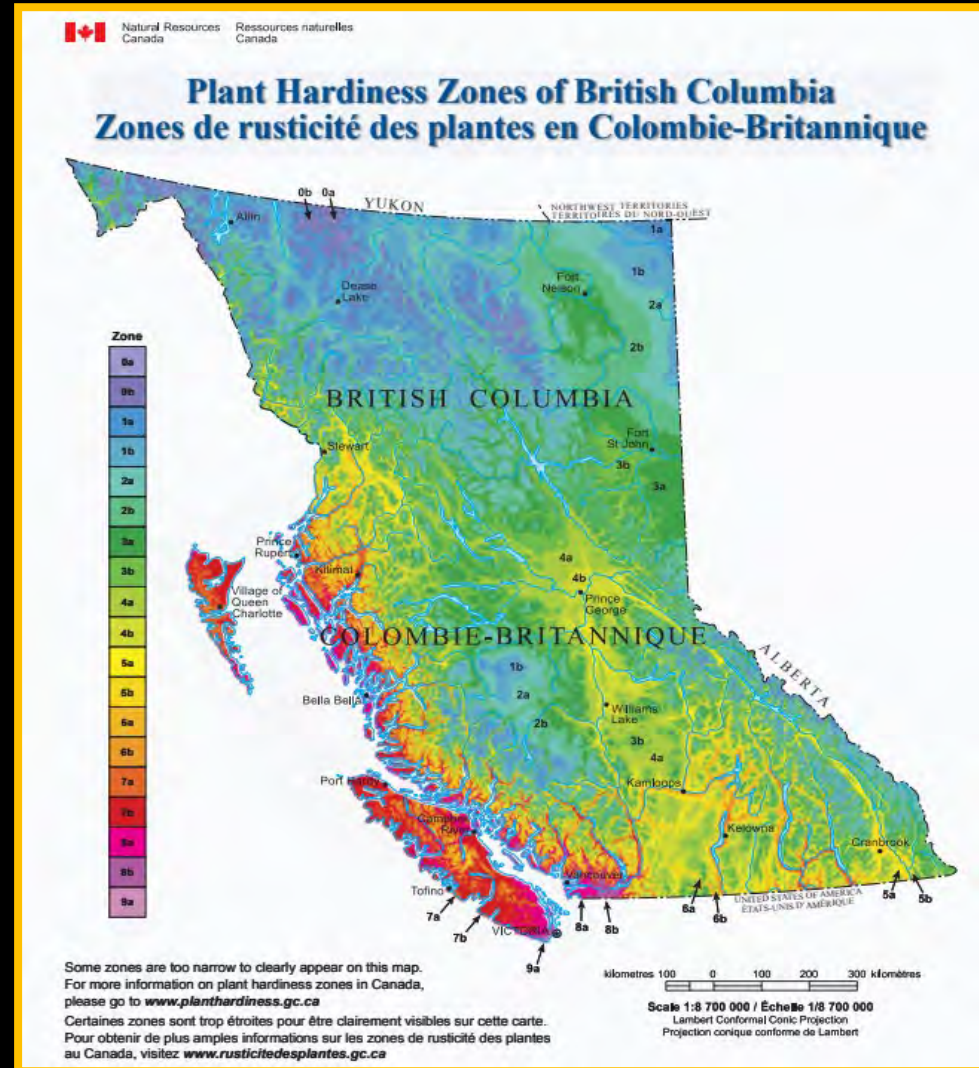 Natural Resources Ressources naturelles
Canada Canada
Plant Hardiness Zones of British Columbia
Zones de rusticité des plantes en Colombie-Britannique
0b 0a
YUKON
NORTHWEST TERRITORIES
TERRITOIRES DU NORD-OUEST
Atlin
1a
1b
Fort
Nelson
Dease
Lake
2a
2b
Zone
0a
0b
1a
1b
2a
2b
3a
3b
4a
4b
5a
5b
6a
6b
7a
7b
8a
8b
9a
BRITISH COLUMBIA
Stewart
Fort
St John
3b
3a
Prince
Rupert
Kitimat
4a
4b
Prince
George
Village of
Queen
Charlotte
COLOMBIE-BRITANNIQUE
ALBERTA
1b
2a
2b
Bella Bella
Williams
Lake
3b
4a
Port Hardy
Kamloops
Campbell
River
Kelowna
Cranbrook
Tofino
Vancouver
7a
7b
VICTORIA
9a
8a
8b
6a
6b
5a
5b
UNITED STATES OF AMERICA
ÉTATS-UNIS D'AMÉRIQUE
Some zones are too narrow to clearly appear on this map.
For more information on plant hardiness zones in Canada,
please go to www.planthardiness.gc.ca
Certaines zones sont trop étroites pour être clairement visibles sur cette carte.
Pour obtenir de plus amples informations sur les zones de rusticité des plantes
au Canada, visitez www.rusticitedesplantes.gc.ca
kilometres 100 0 100 200 300 kilomètres
Scale 1:8 700 000 / Échelle 1/8 700 000
Lambert Conformal Conic Projection
Projection conique conforme de Lambert